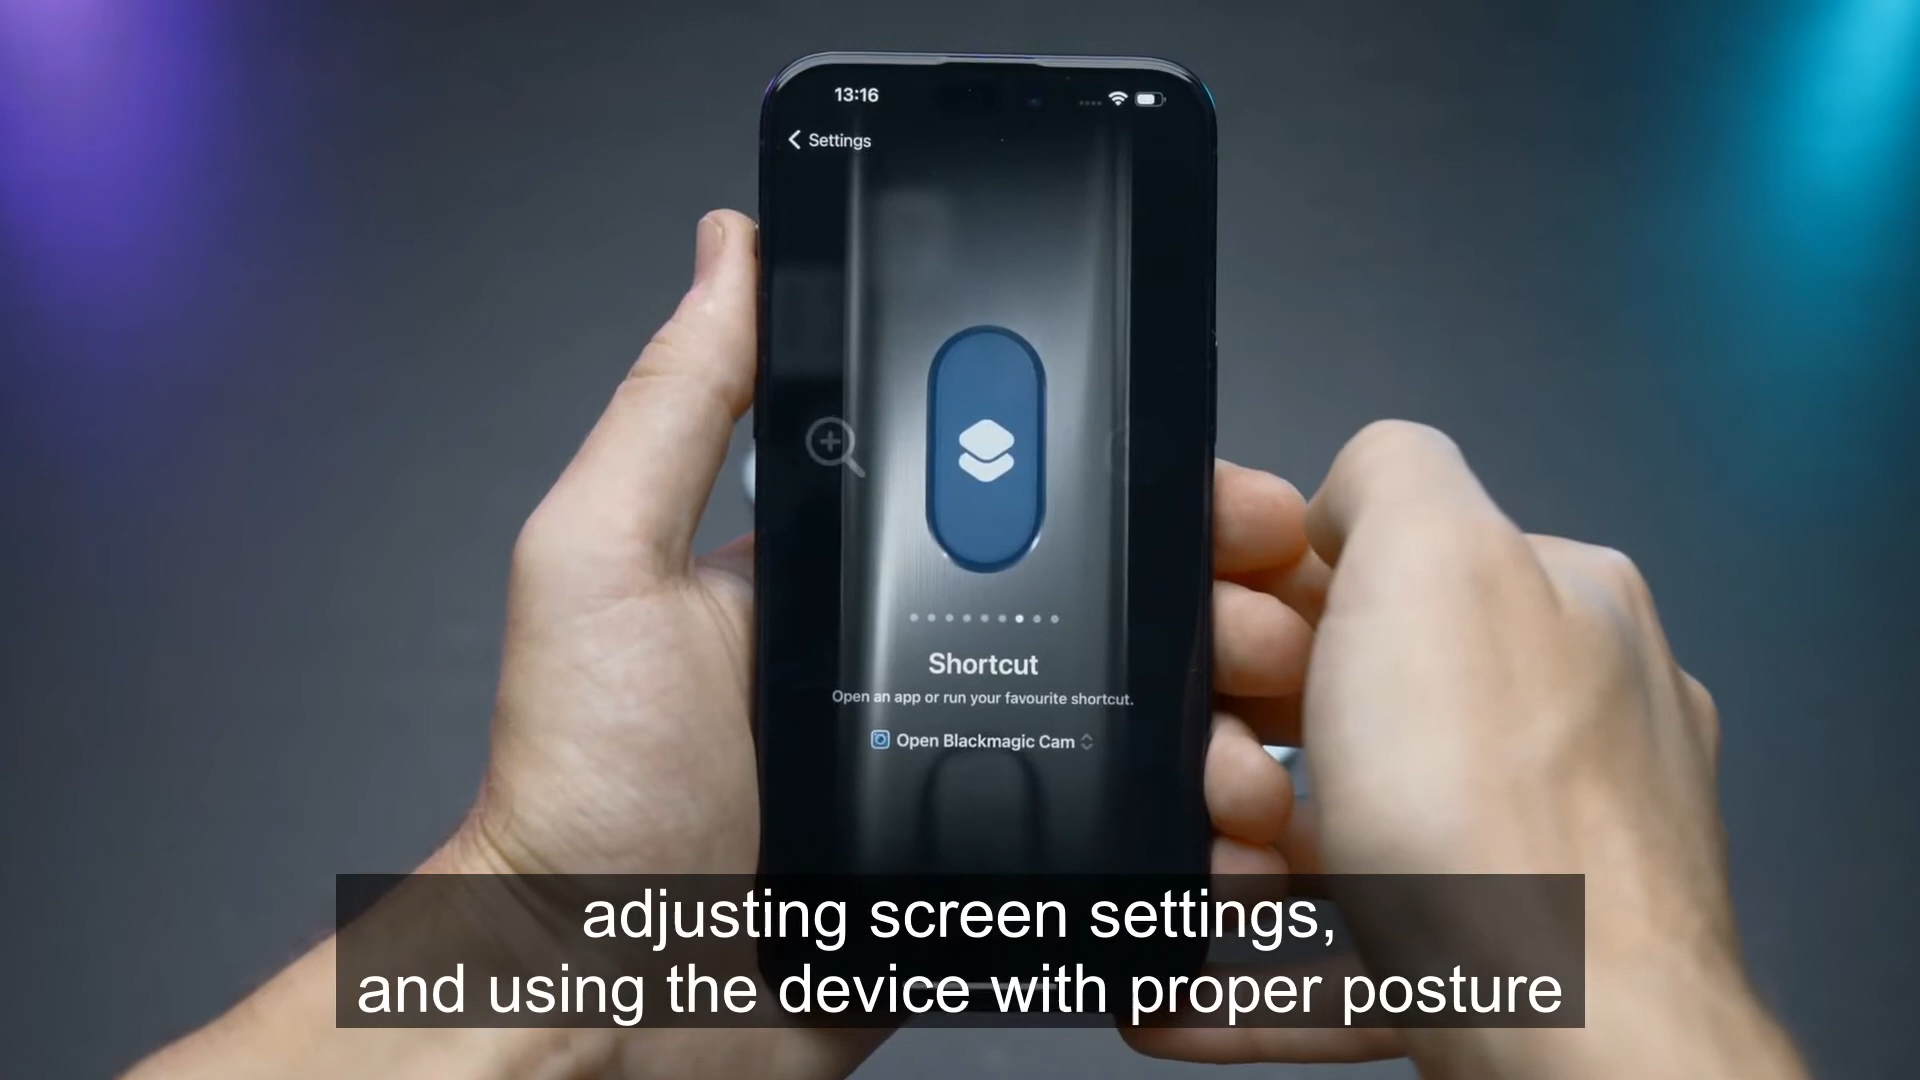 13:16
Settings
Shortcut
Open an app or run your favourite shortcut.
Open Blackmagic Cam
adjusting screen settings,
and using the device with proper posture